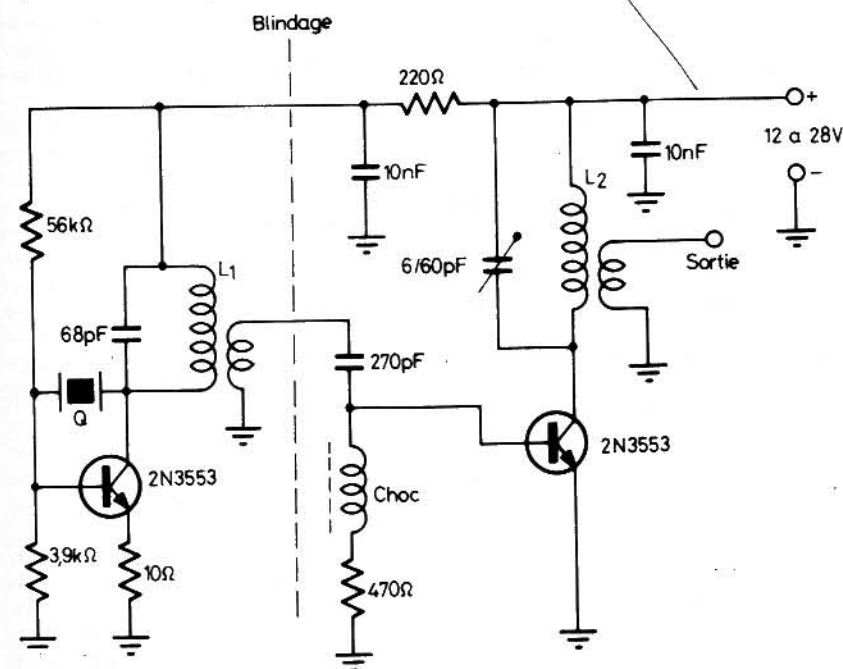 Blindage
220Ω
+
12 a 28V
-
10nF
10nF
56kΩ
L1
L2
6/60pF
Sortie
68pF
270pF
Q
2N3553
2N3553
Choc
3,9kΩ
10Ω
470Ω